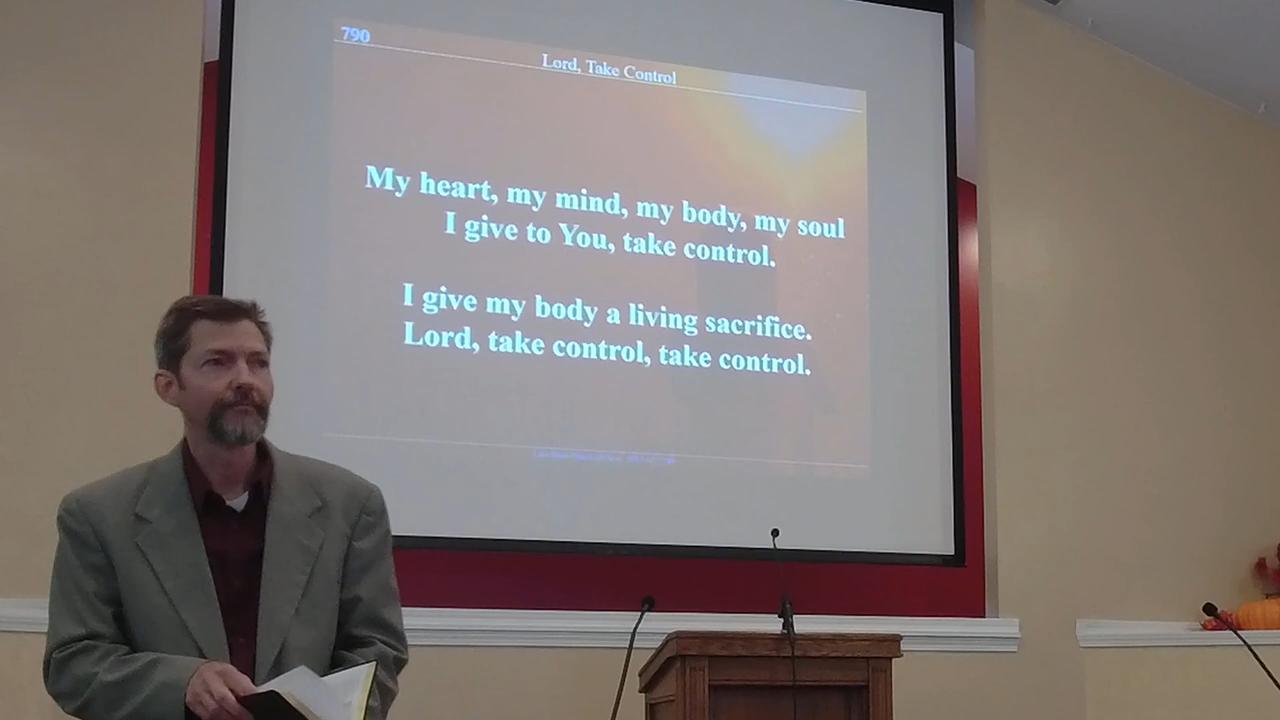 790
Lord, Take Control
My heart, my mind, my body, my soul
I give to You, take control.
I give my body a living sacrifice.
Lord, take control, take control.